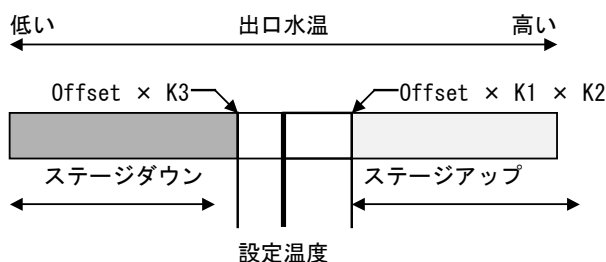 低い 出口水温 高い
Offset × K3 Offset × K1 × K2
ステージダウン ステージアップ
設定温度